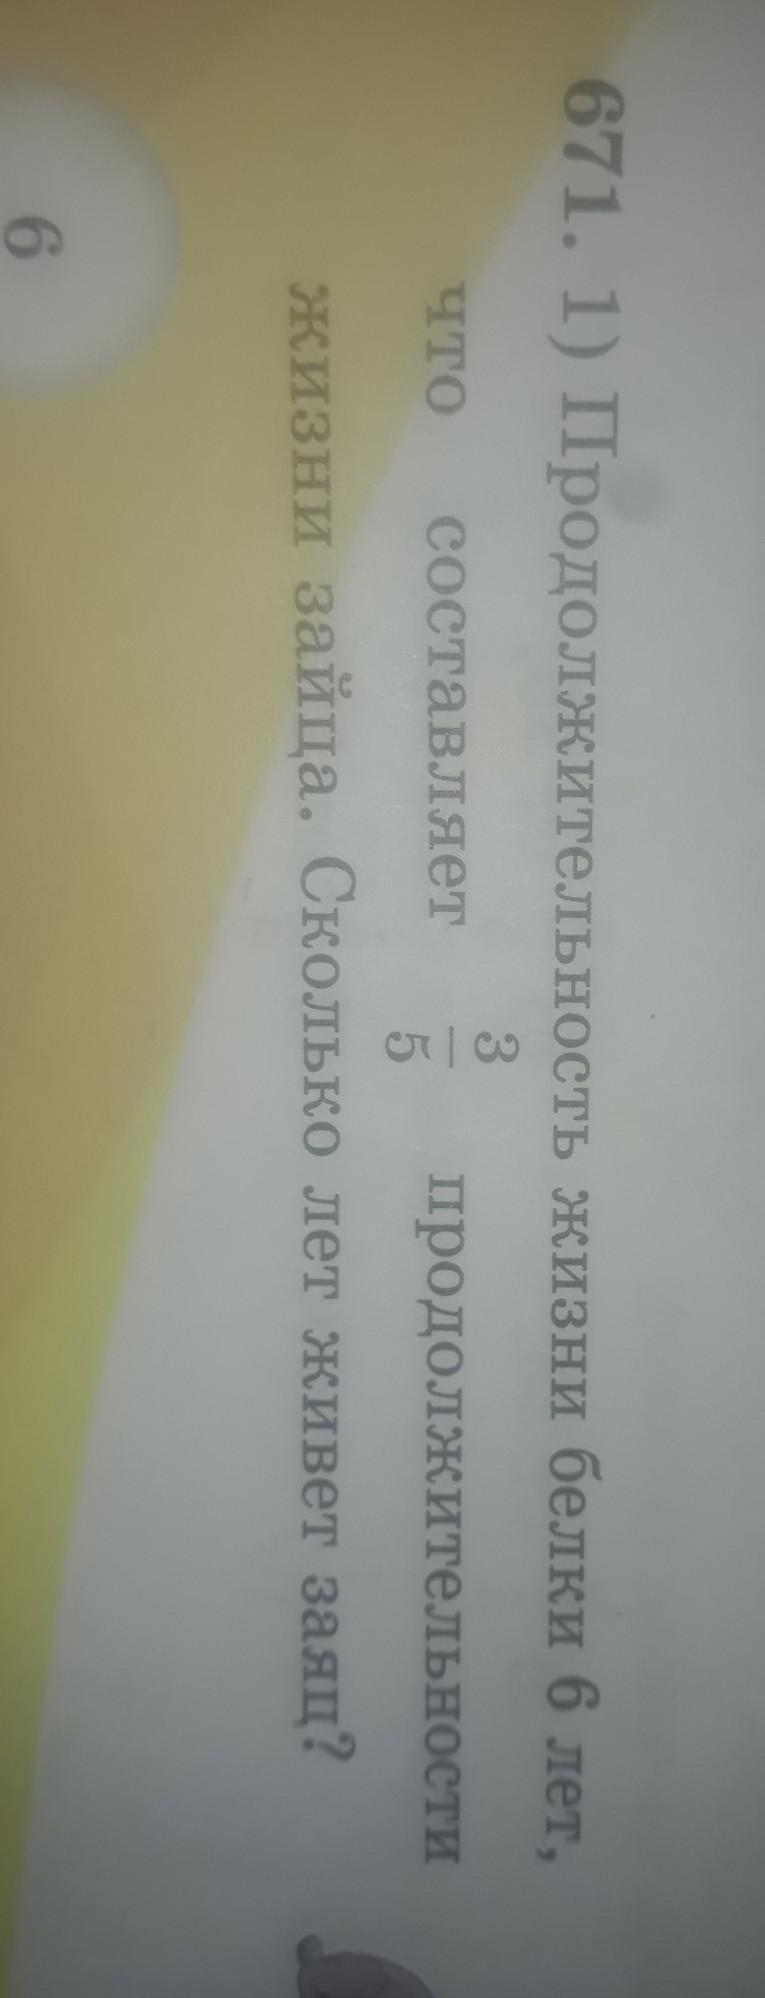 671. 1) Продолжительность жизни белки 6 лет,
что составляет 3/5 продолжительности
жизни зайца. Сколько лет живет заяц?
6